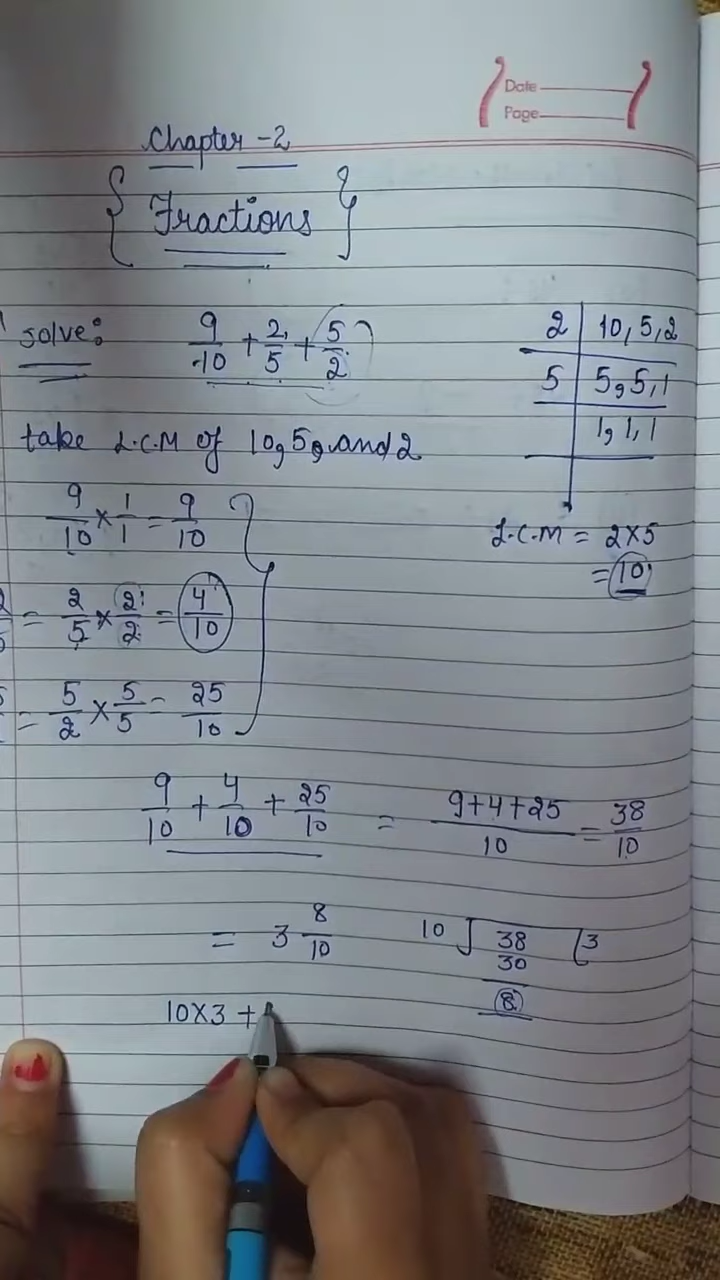 Date
Page
Chapter -2
{ Fractions }
solve: 9/10 + 2/5 + 5/2
2 | 10, 5, 2
5 | 5, 5, 1
1, 1, 1
take L.C.M of 10, 5, and 2
L.C.M = 2×5
= 10
9/10 × 1/1 = 9/10
= 2/5 × 2/2 = 4/10
= 5/2 × 5/5 = 25/10
9/10 + 4/10 + 25/10 = 9+4+25/10 = 38/10
= 3 8/10
10 38 3
30
8
10×3 +